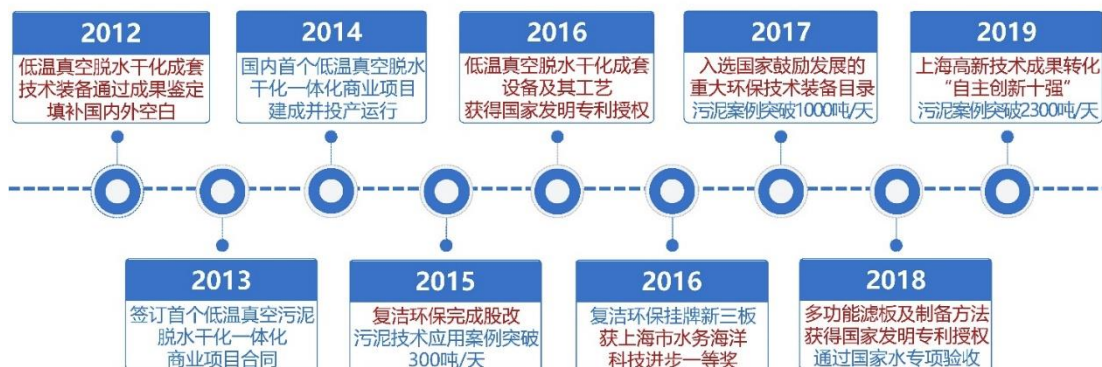 2012
低温真空脱水干化成套
技术装备通过成果鉴定
填补国内外空白
2014
国内首个低温真空脱水
干化一体化商业项目
建成并投产运行
2016
低温真空脱水干化成套
设备及其工艺
获得国家发明专利授权
2017
入选国家鼓励发展的
重大环保技术装备目录
污泥案例突破1000吨/天
2019
上海高新技术成果转化
“自主创新十强”
污泥案例突破2300吨/天
2013
签订首个低温真空污泥
脱水干化一体化
商业项目合同
2015
复洁环保完成股改
污泥技术应用案例突破
300吨/天
2016
复洁环保挂牌新三板
获上海市水务海洋
科技进步一等奖
2018
多功能滤板及制备方法
获得国家发明专利授权
通过国家水专项验收